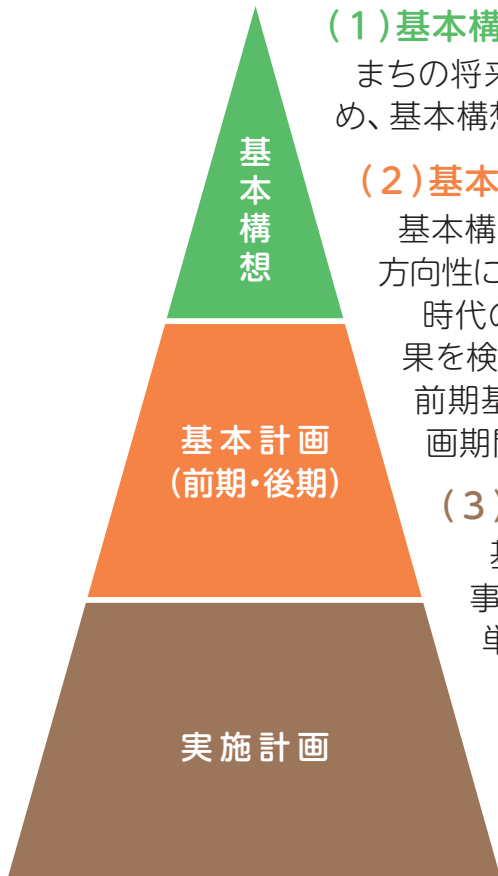 基本構想
基本計画
(前期・後期)
実施計画
(1)基本構
まちの将来
め、基本構想
(2)基本
基本構
方向性に
時代の
果を検
前期基
画期間
(3)
基
事
単